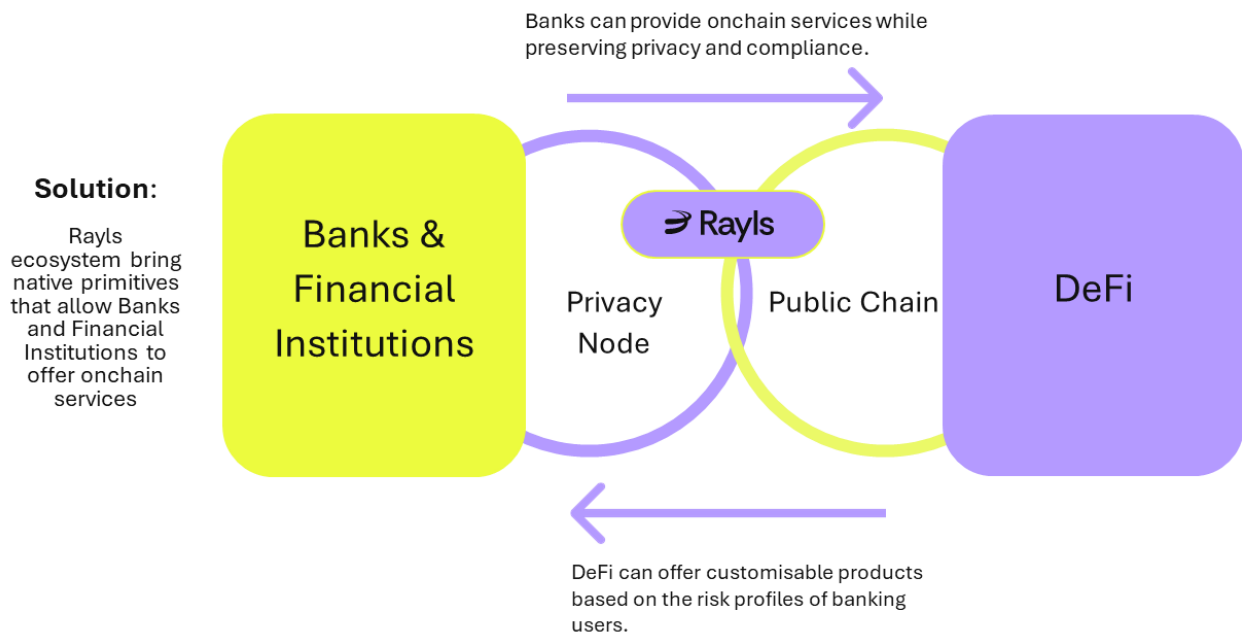 Banks can provide onchain services while
preserving privacy and compliance.
Solution:
Rayls
ecosystem bring
native primitives
that allow Banks
and Financial
Institutions to
offer onchain
services
Banks &
Financial
Institutions
Privacy
Node
Rayls
Public Chain
DeFi
DeFi can offer customisable products
based on the risk profiles of banking
users.